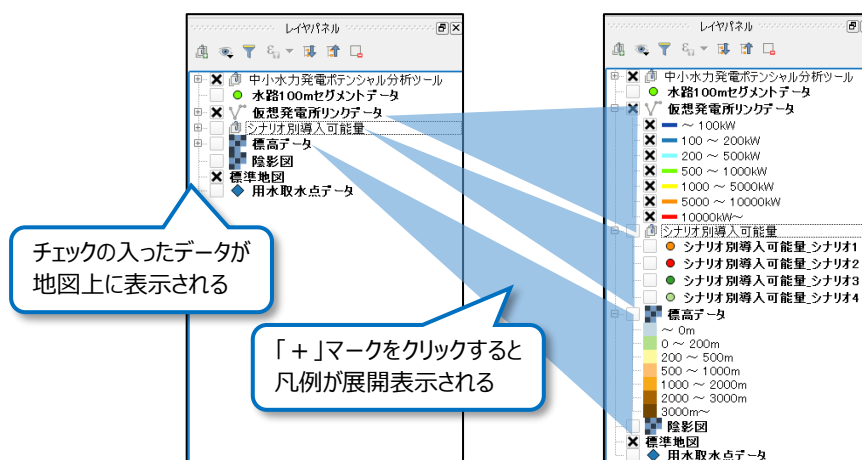 レイヤパネル
中小水力発電ポテンシャル分析ツール
水路100mセグメントデータ
仮想発電所リンクデータ
シナリオ別導入可能量
標高データ
陰影図
標準地図
用水取水点データ
チェックの入ったデータが
地図上に表示される
「+」マークをクリックすると
凡例が展開表示される
レイヤパネル
中小水力発電ポテンシャル分析ツール
水路100mセグメントデータ
仮想発電所リンクデータ
～ 100kW
100 ～ 200kW
200 ～ 500kW
500 ～ 1000kW
1000 ～ 5000kW
5000 ～ 10000kW
10000kW～
シナリオ別導入可能量
シナリオ別導入可能量_シナリオ1
シナリオ別導入可能量_シナリオ2
シナリオ別導入可能量_シナリオ3
シナリオ別導入可能量_シナリオ4
標高データ
～ 0m
0 ～ 200m
200 ～ 500m
500 ～ 1000m
1000 ～ 2000m
2000 ～ 3000m
3000m～
陰影図
標準地図
用水取水点データ